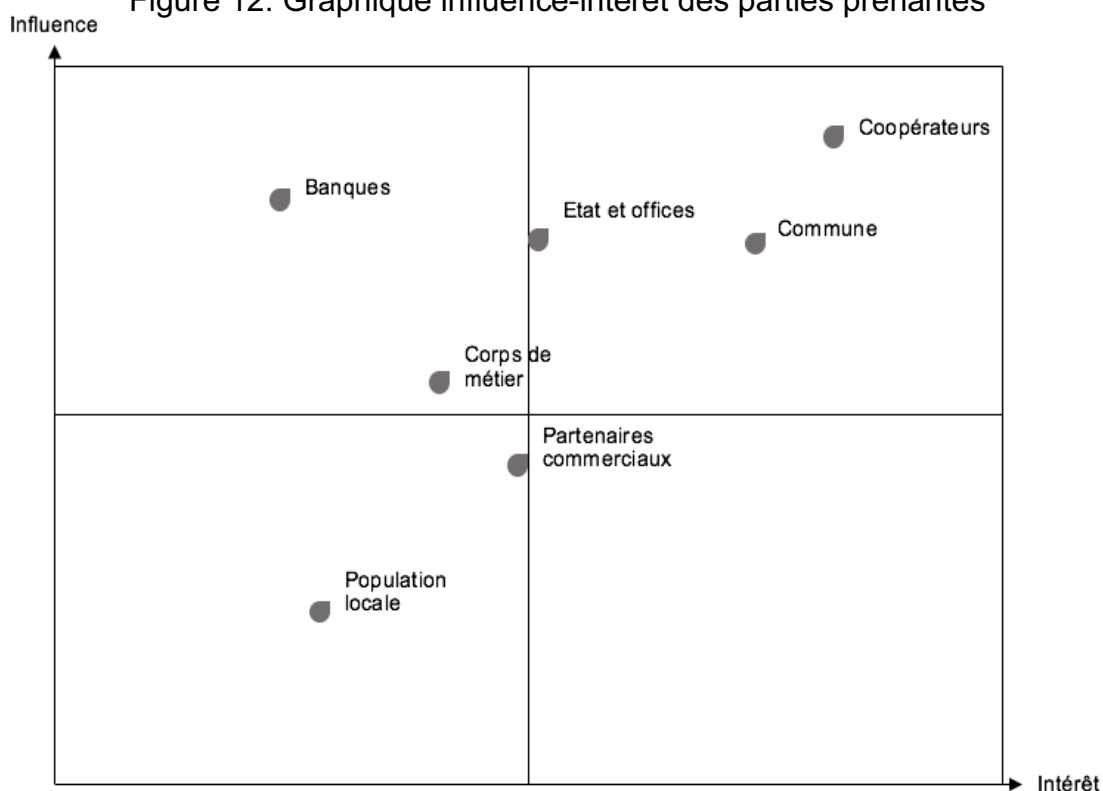 Figure 12: Graphique influence-intérêt des parties prenantes
Influence
Coopérateurs
Banques
Etat et offices
Commune
Corps de
métier
Partenaires
commerciaux
Population
locale
Intérêt